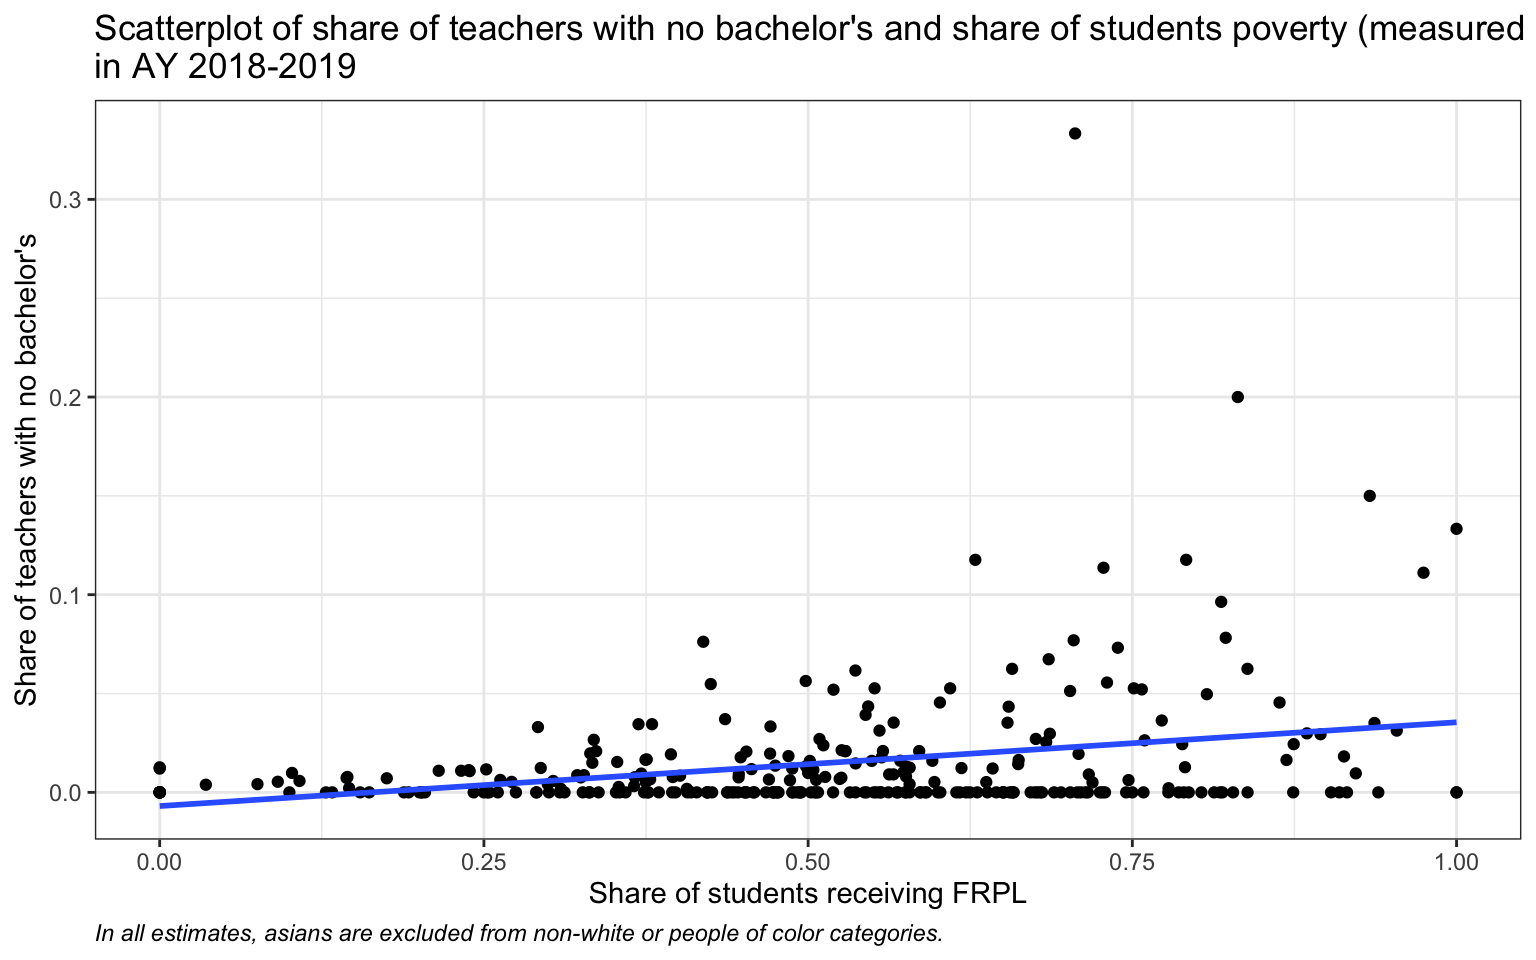 Scatterplot of share of teachers with no bachelor's and share of students poverty (measured
in AY 2018-2019
Share of teachers with no bachelor's
0.3
0.2
0.1
0.0
0.00 0.25 0.50 0.75 1.00
Share of students receiving FRPL
In all estimates, asians are excluded from non-white or people of color categories.